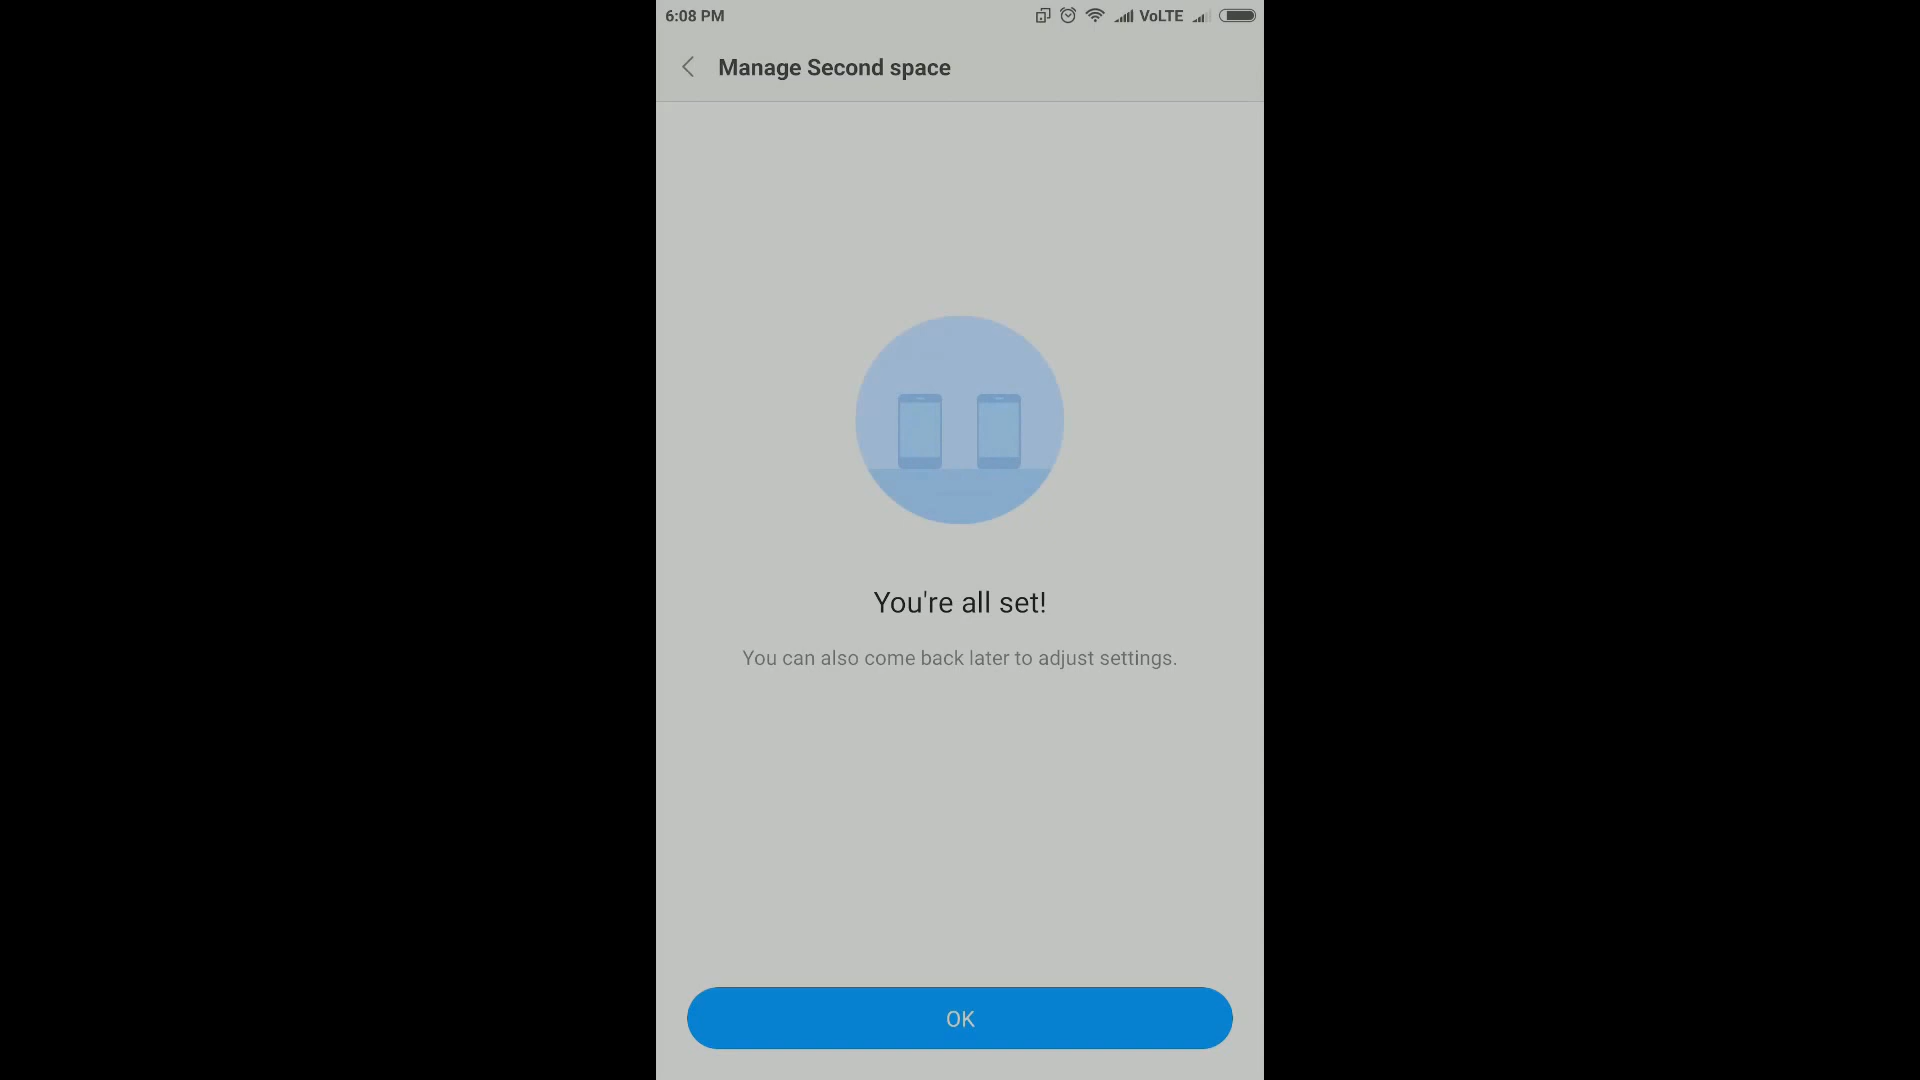 6:08 PM VoLTE
Manage Second space
You're all set!
You can also come back later to adjust settings.
OK